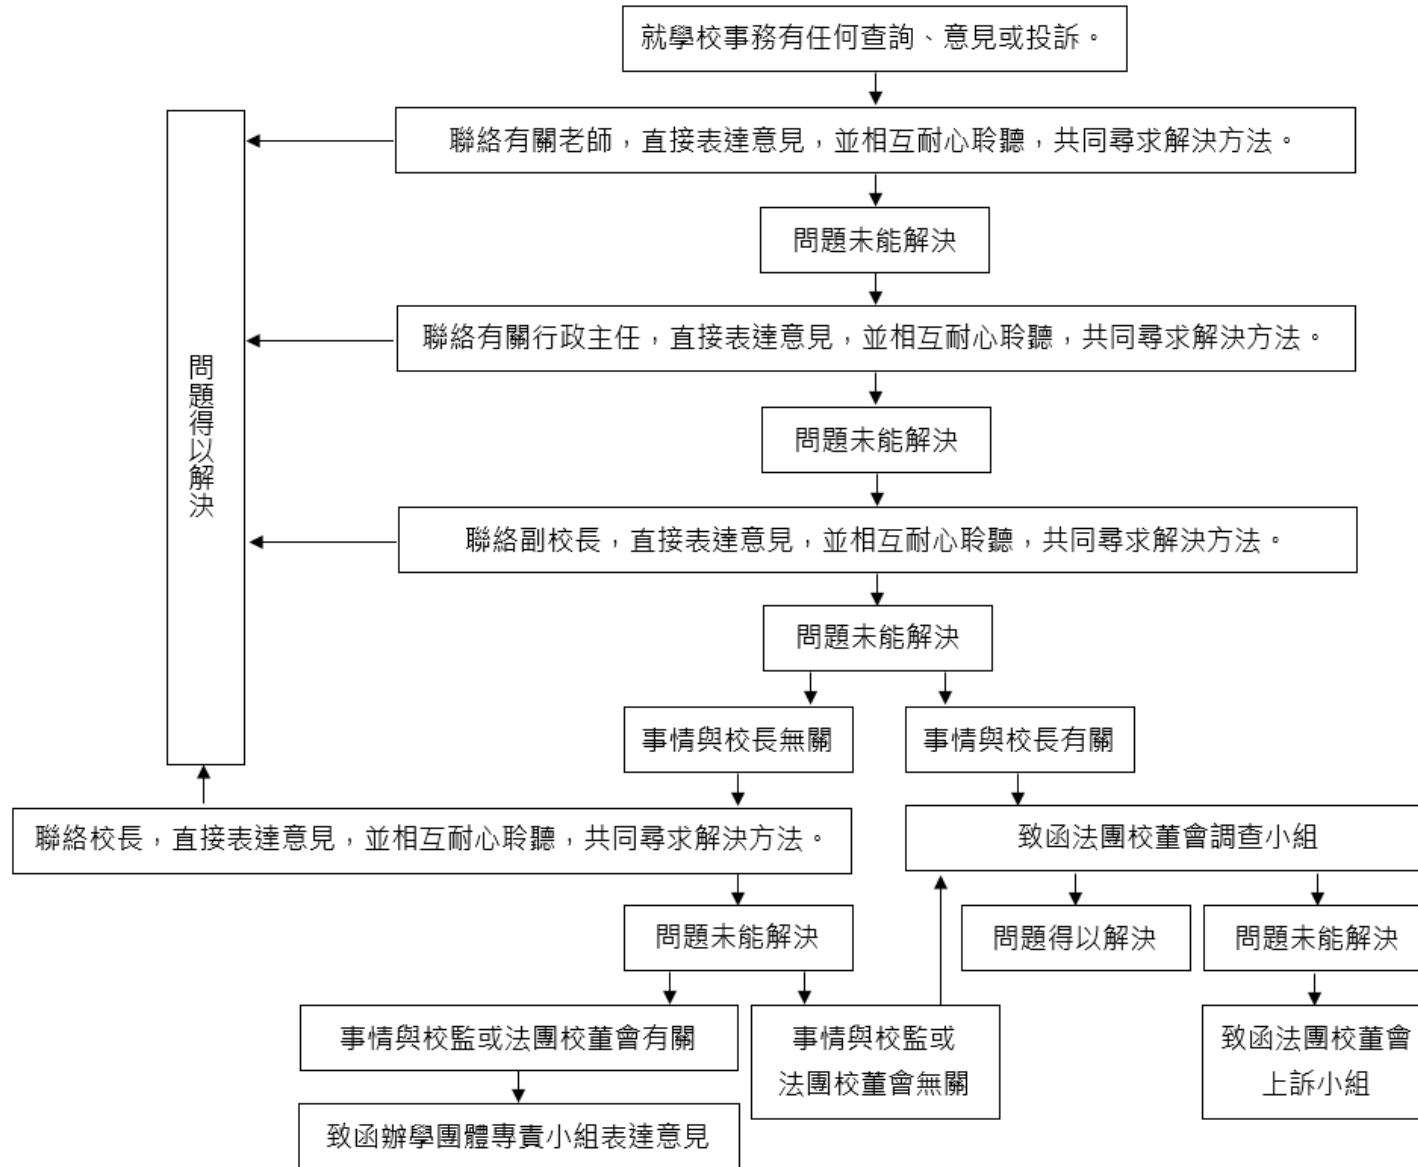 就學校事務有任何查詢、意見或投訴。
聯絡有關老師，直接表達意見，並相互耐心聆聽，共同尋求解決方法。
問題未能解決
聯絡有關行政主任，直接表達意見，並相互耐心聆聽，共同尋求解決方法。
問題得以解決
問題未能解決
聯絡副校長，直接表達意見，並相互耐心聆聽，共同尋求解決方法。
問題未能解決
事情與校長無關
事情與校長有關
聯絡校長，直接表達意見，並相互耐心聆聽，共同尋求解決方法。
致函法團校董會調查小組
問題未能解決
問題得以解決
問題未能解決
事情與校監或法團校董會有關
事情與校監或
法團校董會無關
致函法團校董會
上訴小組
致函辦學團體專責小組表達意見